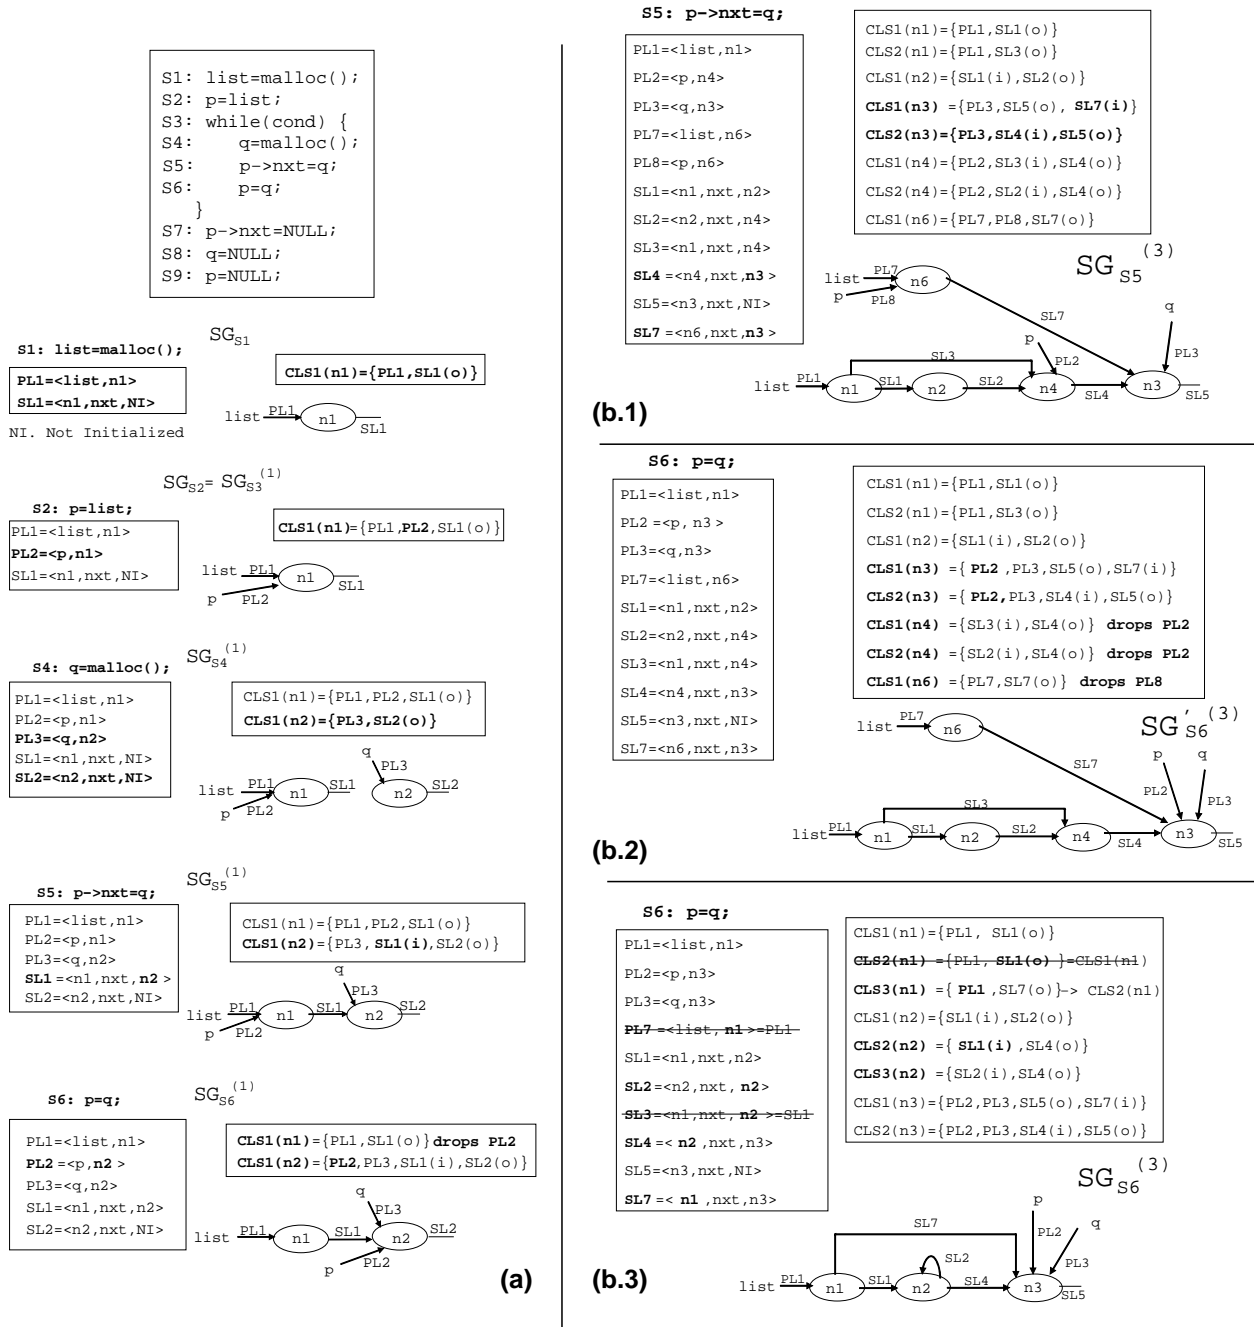 S1: list=malloc();
S2: p=list;
S3: while(cond) {
S4: q=malloc();
S5: p->nxt=q;
S6: p=q;
}
S7: p->nxt=NULL;
S8: q=NULL;
S9: p=NULL;
SG S1
S1: list=malloc();
PL1=<list,n1>
SL1=<n1,nxt,NI>
NI. Not Initialized
CLS1(n1)={PL1,SL1(o)}
list PL1 n1 SL1
SG S2 = SG S3 (1)
S2: p=list;
PL1=<list,n1>
PL2=<p,n1>
SL1=<n1,nxt,NI>
CLS1(n1)={PL1,PL2,SL1(o)}
list PL1 n1 SL1
p PL2
SG S4 (1)
S4: q=malloc();
PL1=<list,n1>
PL2=<p,n1>
PL3=<q,n2>
SL1=<n1,nxt,NI>
SL2=<n2,nxt,NI>
CLS1(n1)={PL1,PL2,SL1(o)}
CLS1(n2)={PL3,SL2(o)}
q PL3
list PL1 n1 SL1 n2 SL2
p PL2
SG S5 (1)
S5: p->nxt=q;
PL1=<list,n1>
PL2=<p,n1>
PL3=<q,n2>
SL1 =<n1,nxt,n2 >
SL2=<n2,nxt,NI>
CLS1(n1)={PL1,PL2,SL1(o)}
CLS1(n2)={PL3, SL1(i),SL2(o)}
q PL3
list PL1 n1 SL1 n2 SL2
p PL2
SG S6 (1)
S6: p=q;
PL1=<list,n1>
PL2 =<p,n2 >
PL3=<q,n2>
SL1=<n1,nxt,n2>
SL2=<n2,nxt,NI>
CLS1(n1)={PL1,SL1(o)} drops PL2
CLS1(n2)={PL2,PL3,SL1(i),SL2(o)}
q PL3
list PL1 n1 SL1 n2 SL2
p PL2
(a)
S5: p->nxt=q;
PL1=<list,n1>
PL2=<p,n4>
PL3=<q,n3>
PL7=<list,n6>
PL8=<p,n6>
SL1=<n1,nxt,n2>
SL2=<n2,nxt,n4>
SL3=<n1,nxt,n4>
SL4 =<n4,nxt,n3 >
SL5=<n3,nxt,NI>
SL7 =<n6,nxt,n3 >
CLS1(n1)={PL1,SL1(o)}
CLS2(n1)={PL1,SL3(o)}
CLS1(n2)={SL1(i),SL2(o)}
CLS1(n3) ={PL3,SL5(o), SL7(i)}
CLS2(n3)={PL3,SL4(i),SL5(o)}
CLS1(n4)={PL2,SL3(i),SL4(o)}
CLS2(n4)={PL2,SL2(i),SL4(o)}
CLS1(n6)={PL7,PL8,SL7(o)}
SG S5 (3)
list PL7 n6
p PL8
SL7
q
p SL3 PL2 PL3
list PL1 n1 SL1 n2 SL2 n4 SL4 n3 SL5
(b.1)
S6: p=q;
PL1=<list,n1>
PL2 =<p, n3 >
PL3=<q,n3>
PL7=<list,n6>
SL1=<n1,nxt,n2>
SL2=<n2,nxt,n4>
SL3=<n1,nxt,n4>
SL4=<n4,nxt,n3>
SL5=<n3,nxt,NI>
SL7=<n6,nxt,n3>
CLS1(n1)={PL1,SL1(o)}
CLS2(n1)={PL1,SL3(o)}
CLS1(n2)={SL1(i),SL2(o)}
CLS1(n3) ={ PL2 ,PL3,SL5(o),SL7(i)}
CLS2(n3) ={ PL2,PL3,SL4(i),SL5(o)}
CLS1(n4) ={SL3(i),SL4(o)} drops PL2
CLS2(n4) ={SL2(i),SL4(o)} drops PL2
CLS1(n6) ={PL7,SL7(o)} drops PL8
SG' S6 (3)
list PL7 n6
SL7
p q
PL2 PL3
SL3
list PL1 n1 SL1 n2 SL2 n4 SL4 n3 SL5
(b.2)
S6: p=q;
PL1=<list,n1>
PL2=<p,n3>
PL3=<q,n3>
PL7 =<list, n1 >=PL1
SL1=<n1,nxt,n2>
SL2=<n2,nxt, n2>
SL3=<n1,nxt, n2 >=SL1
SL4 =< n2 ,nxt,n3>
SL5=<n3,nxt,NI>
SL7 =< n1 ,nxt,n3>
CLS1(n1)={PL1, SL1(o)}
CLS2(n1) ={PL1, SL1(o) }=CLS1(n1)
CLS3(n1) ={ PL1 ,SL7(o)}-> CLS2(n1)
CLS1(n2)={SL1(i),SL2(o)}
CLS2(n2) ={ SL1(i) ,SL4(o)}
CLS3(n2) ={SL2(i),SL4(o)}
CLS1(n3)={PL2,PL3,SL5(o),SL7(i)}
CLS2(n3)={PL2,PL3,SL4(i),SL5(o)}
SG S6 (3)
p q
SL7 PL2
SL2 PL3
list PL1 n1 SL1 n2 SL4 n3 SL5
(b.3)